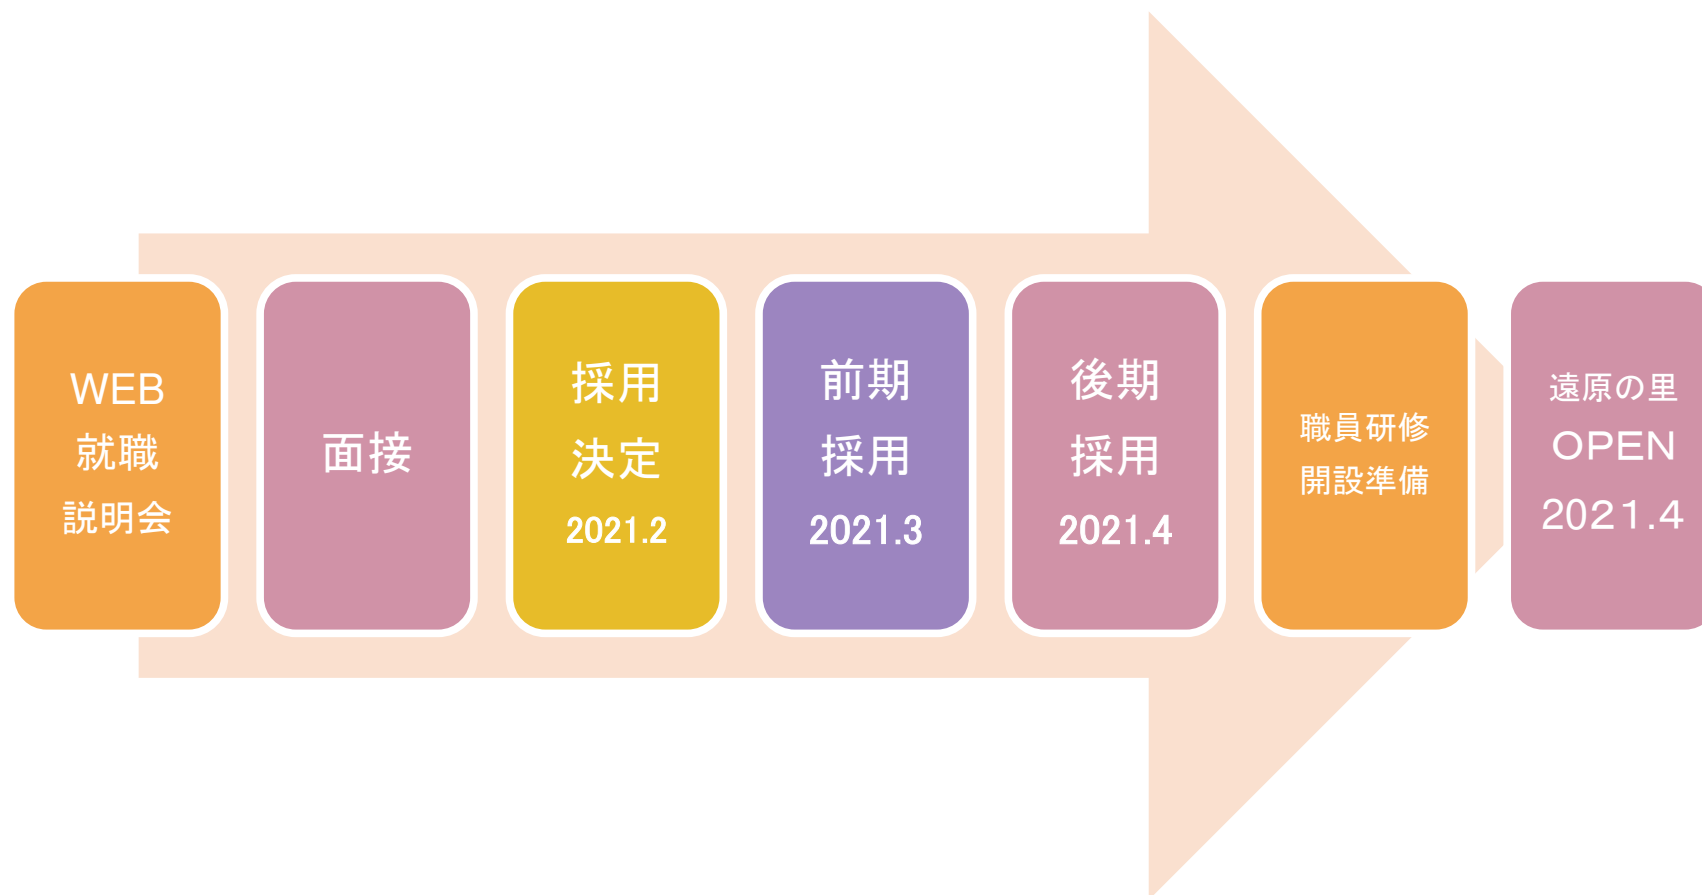 WEB
就職
説明会
面接
採用
決定
2021.2
前期
採用
2021.3
後期
採用
2021.4
職員研修
開設準備
遠原の里
OPEN
2021.4